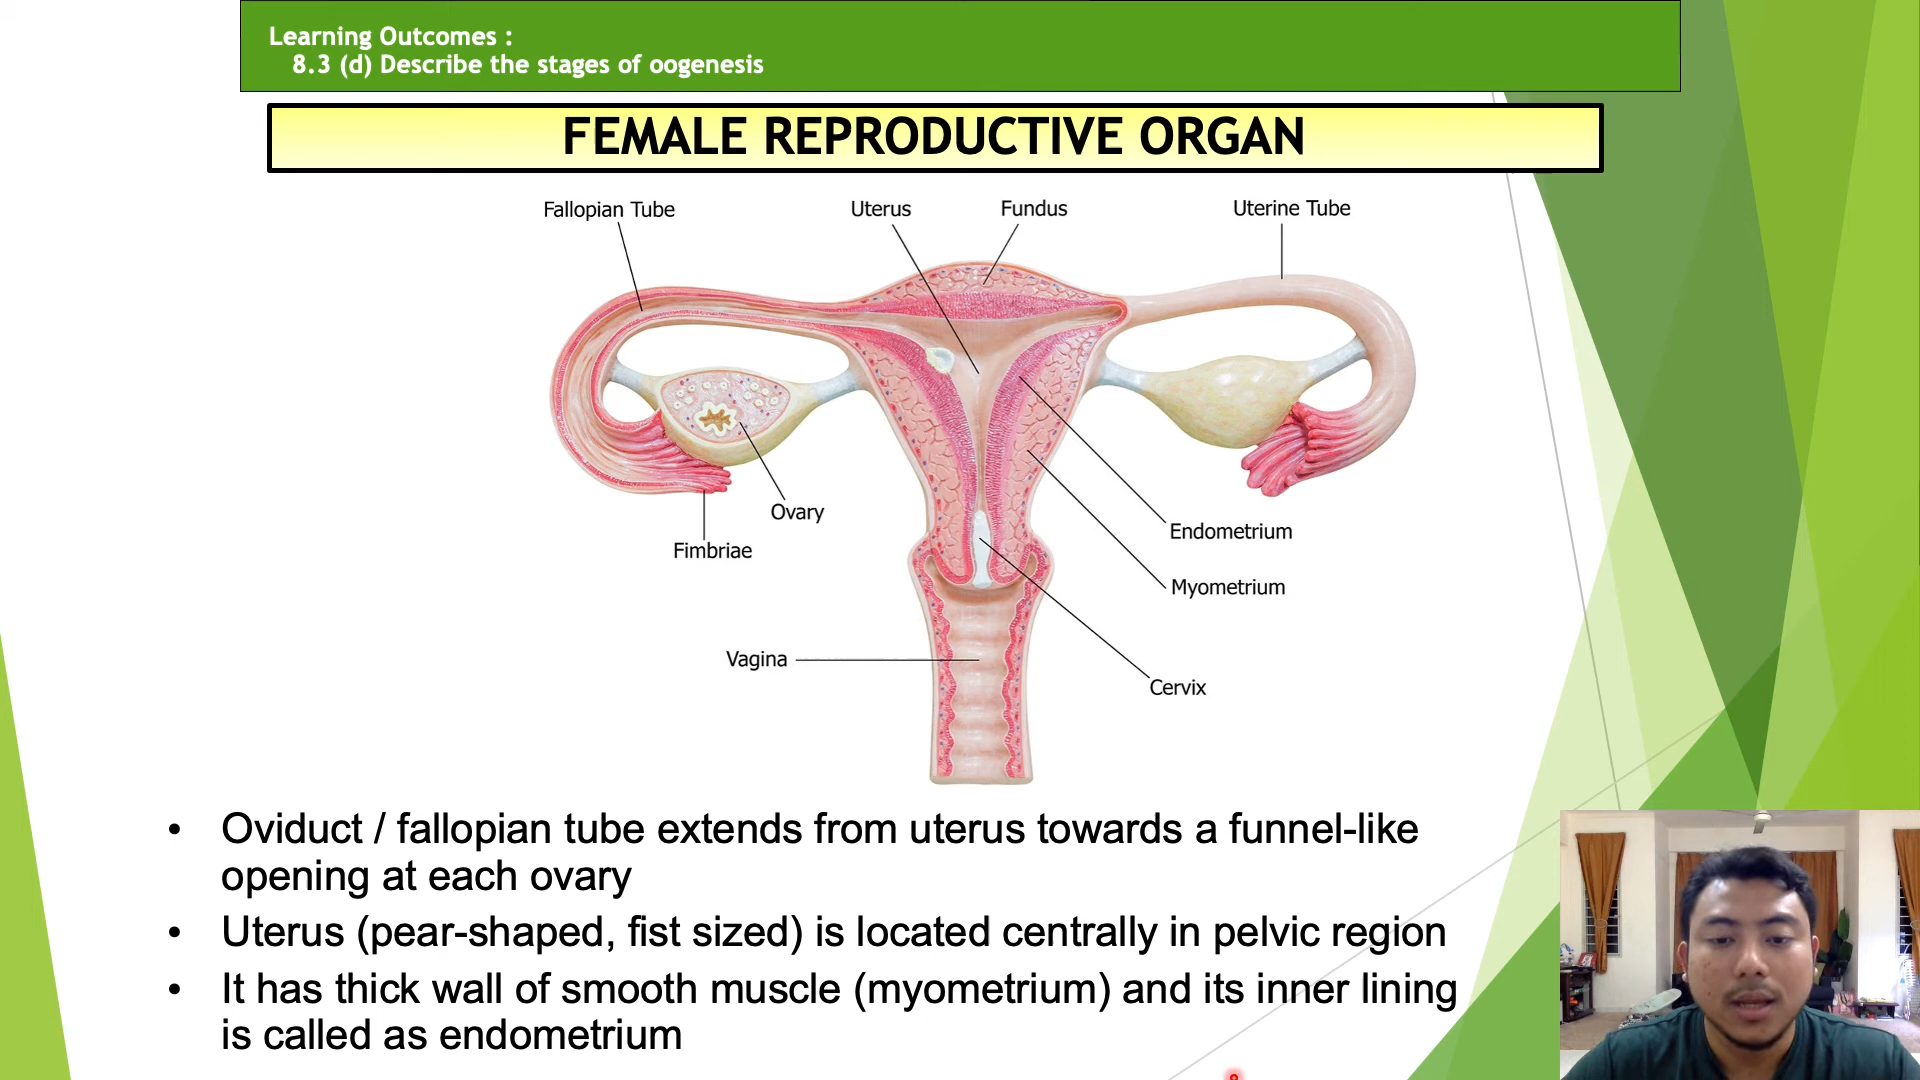 Learning Outcomes :
8.3 (d) Describe the stages of oogenesis
FEMALE REPRODUCTIVE ORGAN
Fallopian Tube
Uterus
Fundus
Uterine Tube
Ovary
Fimbriae
Endometrium
Myometrium
Vagina
Cervix
• Oviduct / fallopian tube extends from uterus towards a funnel-like
opening at each ovary
• Uterus (pear-shaped, fist sized) is located centrally in pelvic region
• It has thick wall of smooth muscle (myometrium) and its inner lining
is called as endometrium